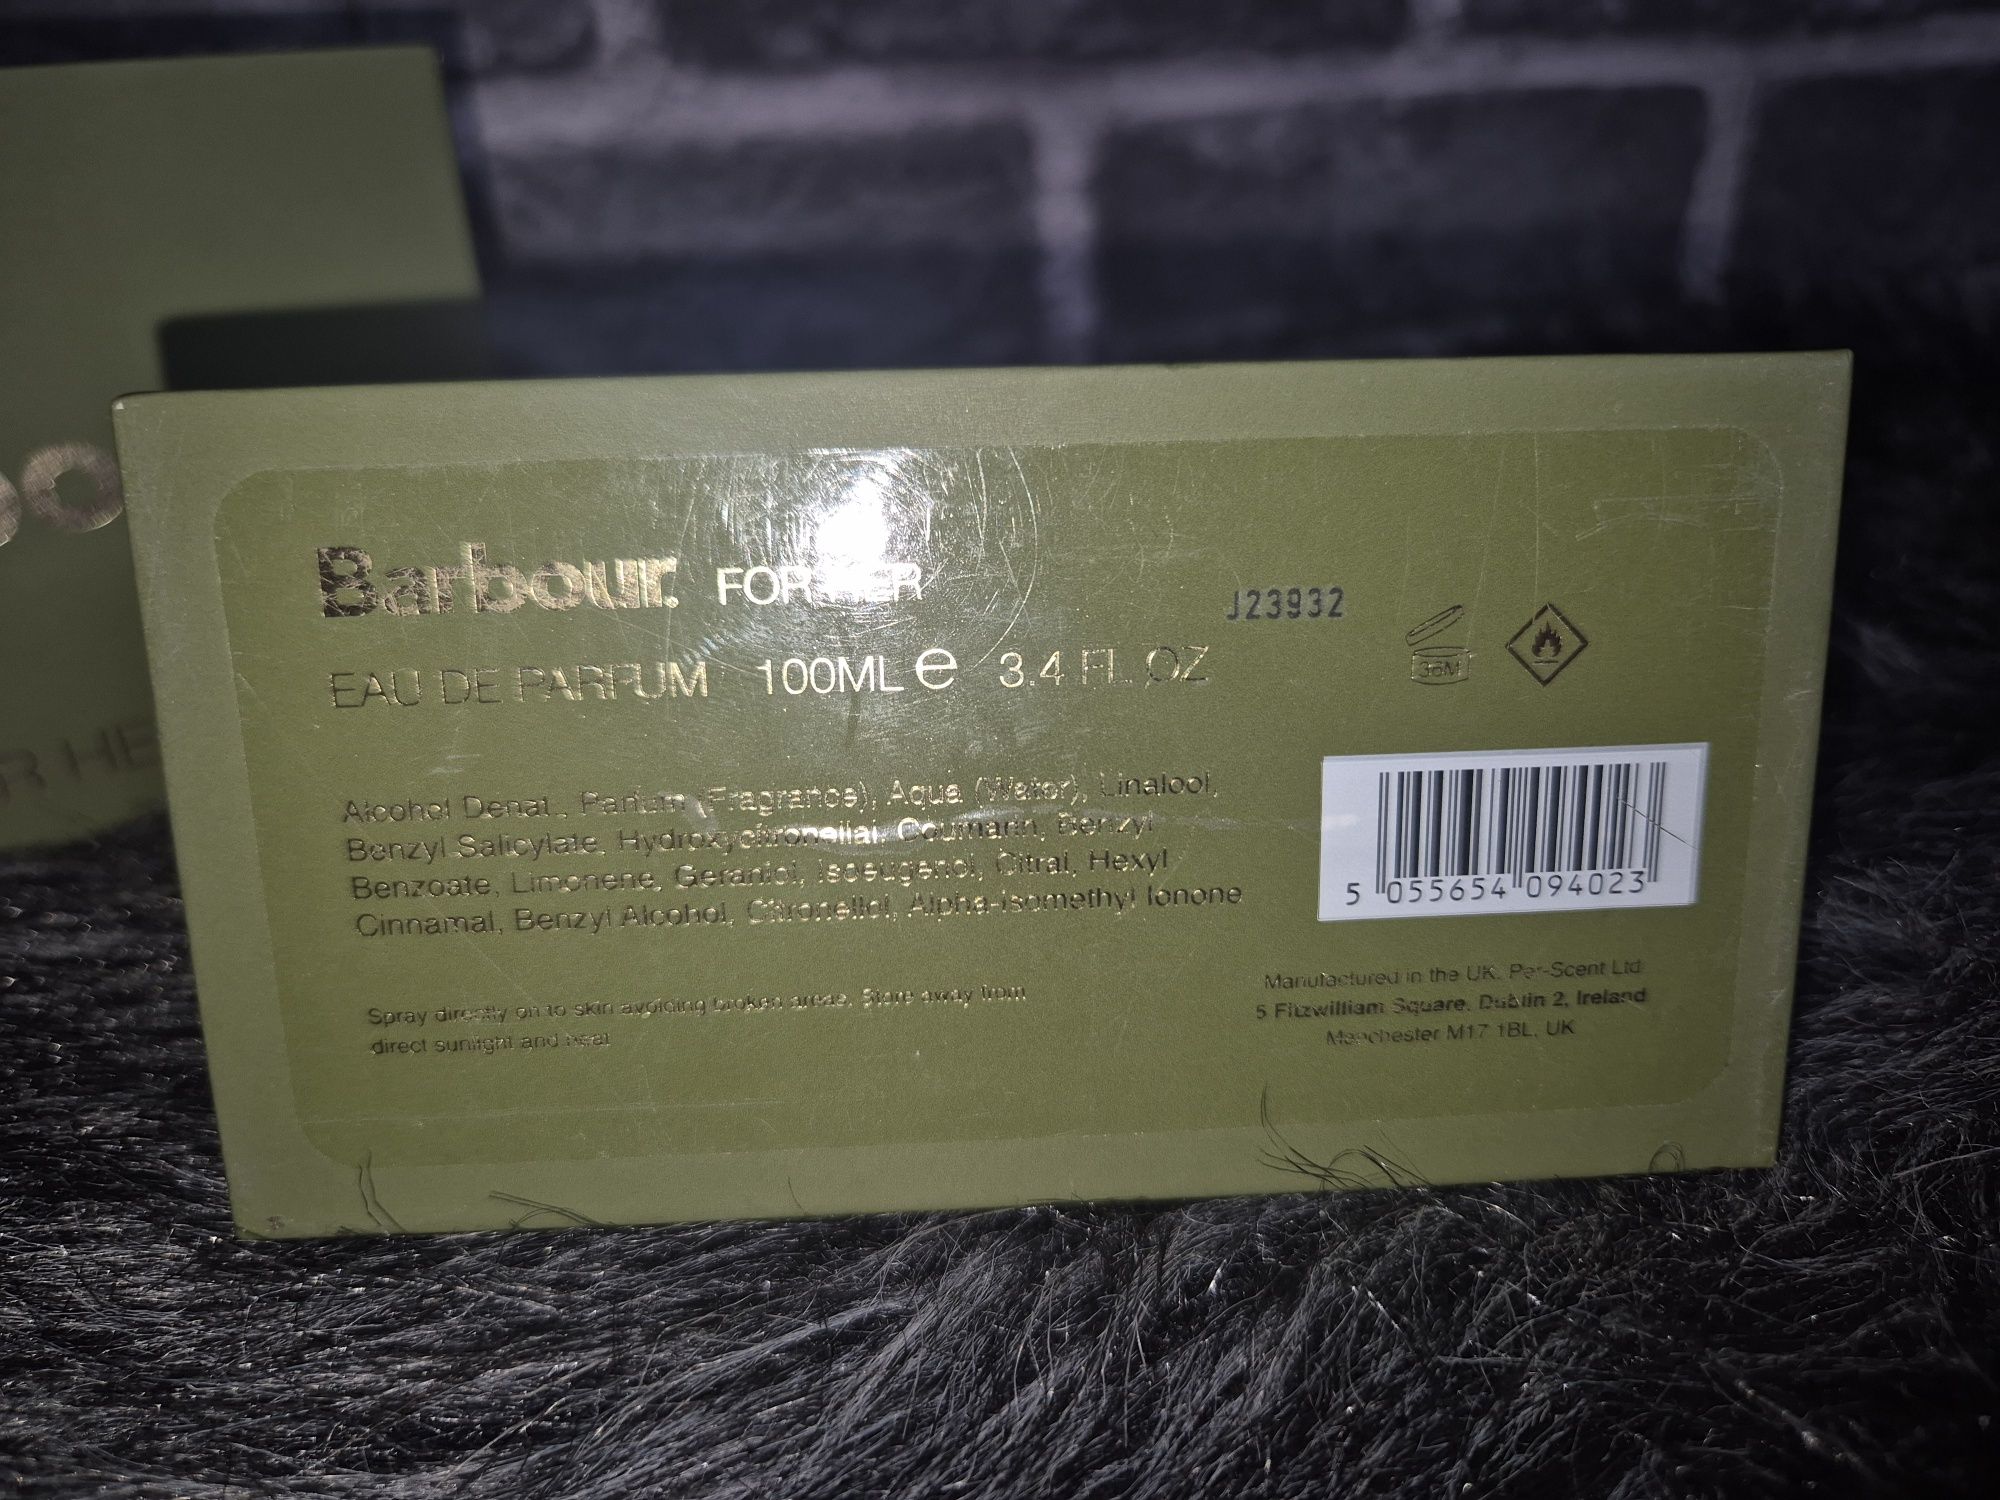 R HE
Barbour. FOR HER
EAU DE PARFUM 100ML e 3.4 FL. OZ
J23932
36M
Alcohol Denat., Parfum (Fragrance), Aqua (Water), Linalool,
Benzyl Salicylate, Hydroxycitronellal, Coumarin, Benzyl
Benzoate, Limonene, Geraniol, Isoeugenol, Citral, Hexyl
Cinnamal, Benzyl Alcohol, Citronellol, Alpha-isomethyl Ionone
5 055654 094023
Spray directly on to skin avoiding broken areas. Store away from
direct sunlight and heat
Manufactured in the UK. Per-Scent Ltd
5 Fitzwilliam Square, Dublin 2, Ireland
Manchester M17 1BL, UK